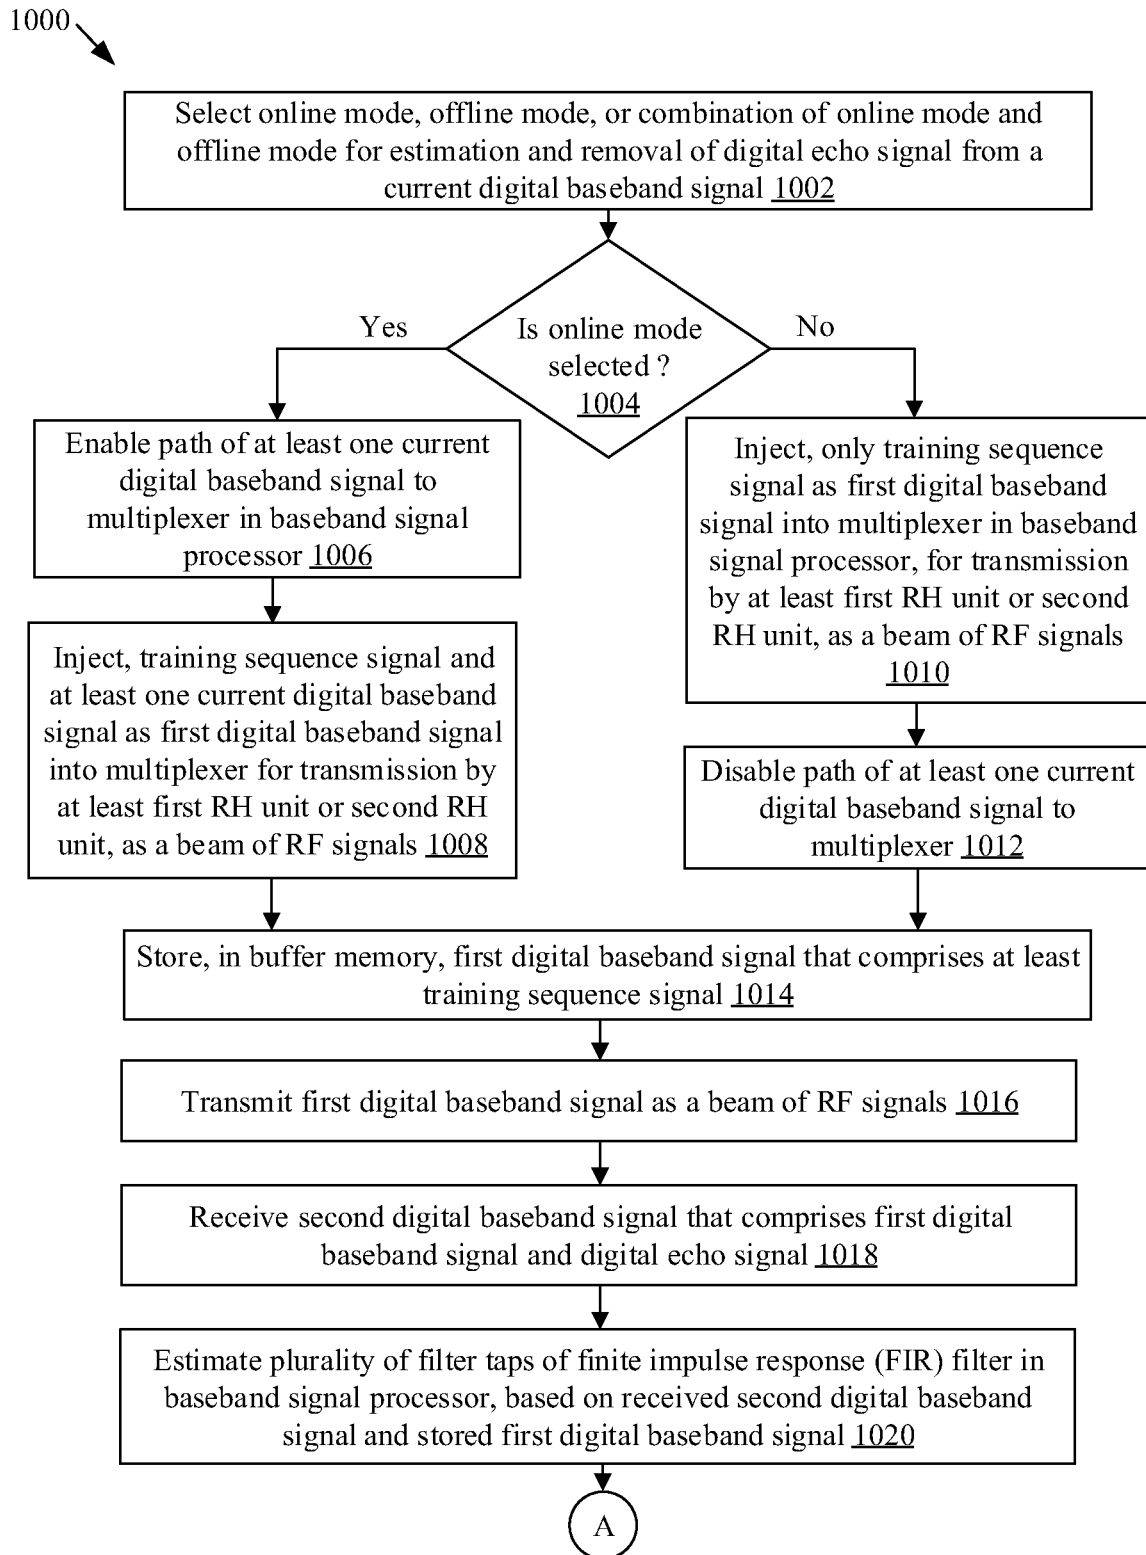 1000
Select online mode, offline mode, or combination of online mode and
offline mode for estimation and removal of digital echo signal from a
current digital baseband signal 1002
Yes
Is online mode
selected ?
1004
No
Enable path of at least one current
digital baseband signal to
multiplexer in baseband signal
processor 1006
Inject, only training sequence
signal as first digital baseband
signal into multiplexer in baseband
signal processor, for transmission
by at least first RH unit or second
RH unit, as a beam of RF signals
1010
Inject, training sequence signal and
at least one current digital baseband
signal as first digital baseband signal
into multiplexer for transmission by
at least first RH unit or second RH
unit, as a beam of RF signals 1008
Disable path of at least one current
digital baseband signal to
multiplexer 1012
Store, in buffer memory, first digital baseband signal that comprises at least
training sequence signal 1014
Transmit first digital baseband signal as a beam of RF signals 1016
Receive second digital baseband signal that comprises first digital
baseband signal and digital echo signal 1018
Estimate plurality of filter taps of finite impulse response (FIR) filter in
baseband signal processor, based on received second digital baseband
signal and stored first digital baseband signal 1020
A